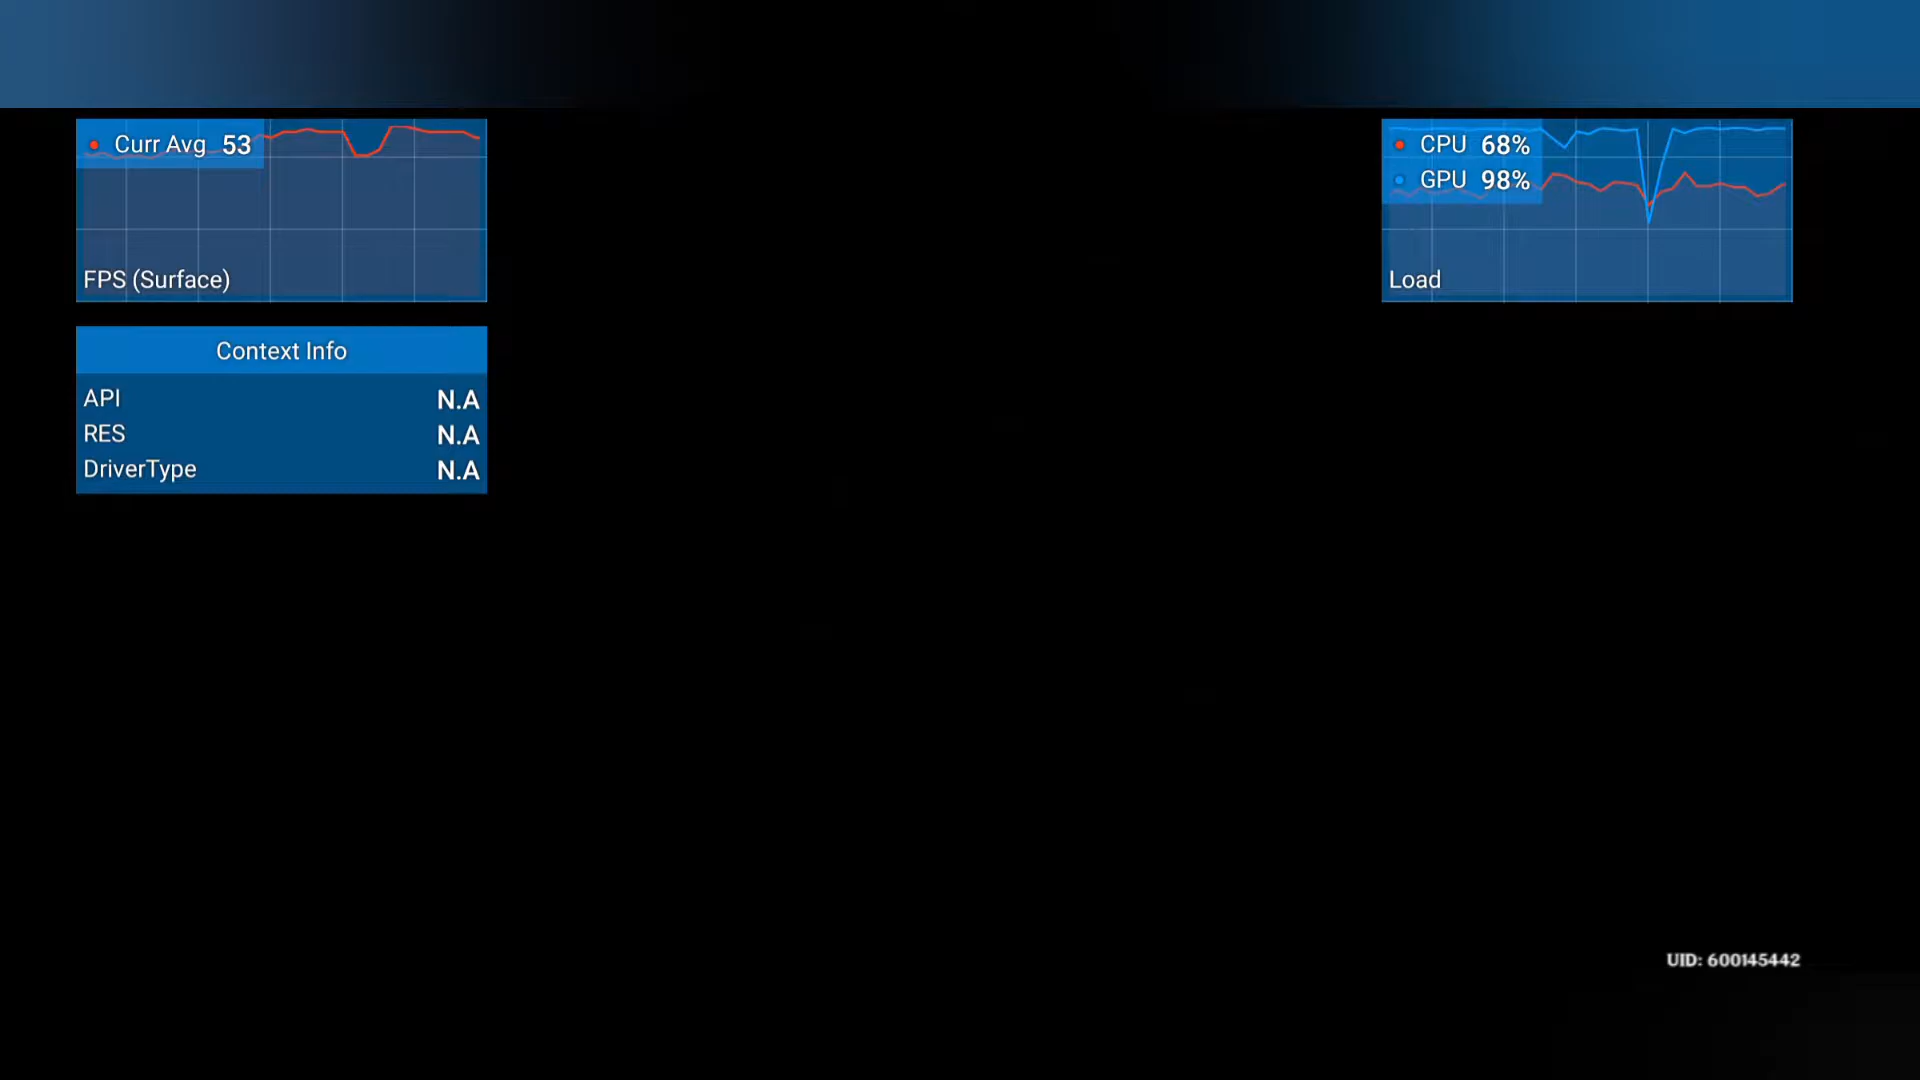 Curr Avg 53
FPS (Surface)
CPU 68%
GPU 98%
Load
Context Info
API N.A
RES N.A
DriverType N.A
UID: 600145442